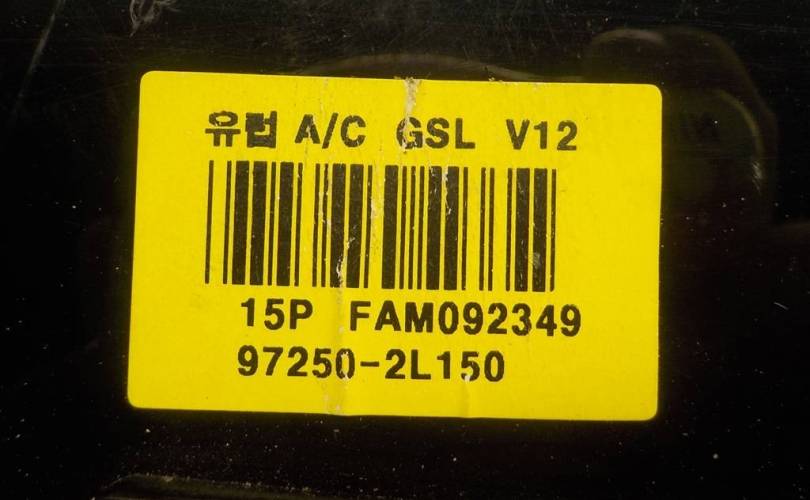 유럽 A/C GSL V12
15P FAM092349
97250-2L150